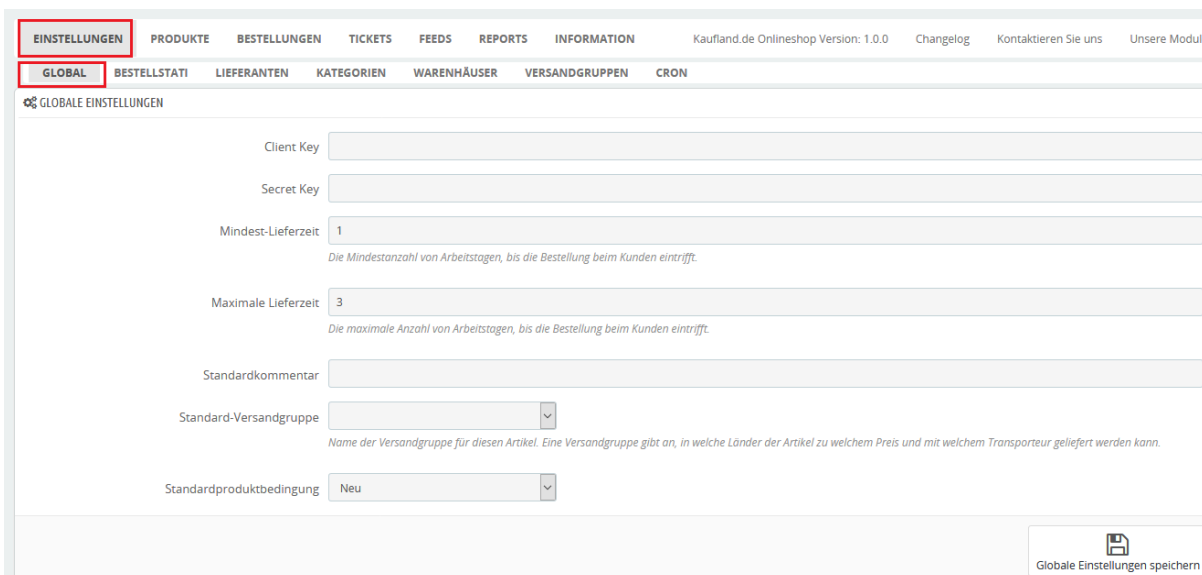 EINSTELLUNGEN PRODUKTE BESTELLUNGEN TICKETS FEEDS REPORTS INFORMATION Kaufland.de Onlineshop Version: 1.0.0 Changelog Kontaktieren Sie uns Unsere Modul
GLOBAL BESTELLSTATI LIEFERANTEN KATEGORIEN WARENHÄUSER VERSANDGRUPPEN CRON
GLOBALE EINSTELLUNGEN
Client Key
Secret Key
Mindest-Lieferzeit 1
Die Mindestanzahl von Arbeitstagen, bis die Bestellung beim Kunden eintrifft.
Maximale Lieferzeit 3
Die maximale Anzahl von Arbeitstagen, bis die Bestellung beim Kunden eintrifft.
Standardkommentar
Standard-Versandgruppe
Name der Versandgruppe für diesen Artikel. Eine Versandgruppe gibt an, in welche Länder der Artikel zu welchem Preis und mit welchem Transporteur geliefert werden kann.
Standardproduktbedingung Neu
Globale Einstellungen speichern